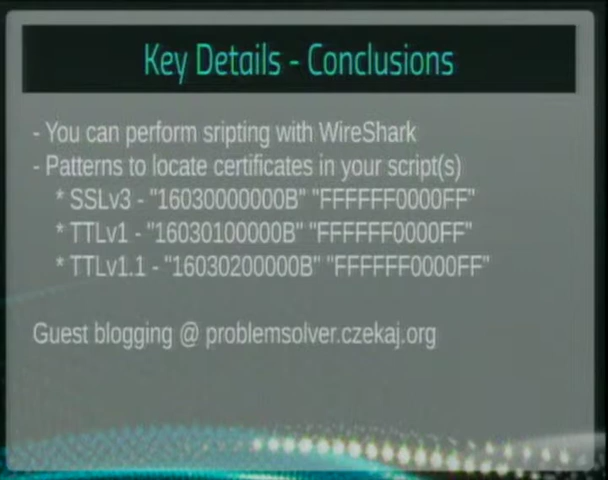 Key Details - Conclusions
- You can perform sripting with WireShark
- Patterns to locate certificates in your script(s)
* SSLv3 - "16030000000B" "FFFFFF0000FF"
* TTLv1 - "16030100000B" "FFFFFF0000FF"
* TTLv1.1 - "16030200000B" "FFFFFF0000FF"
Guest blogging @ problemsolver.czekaj.org